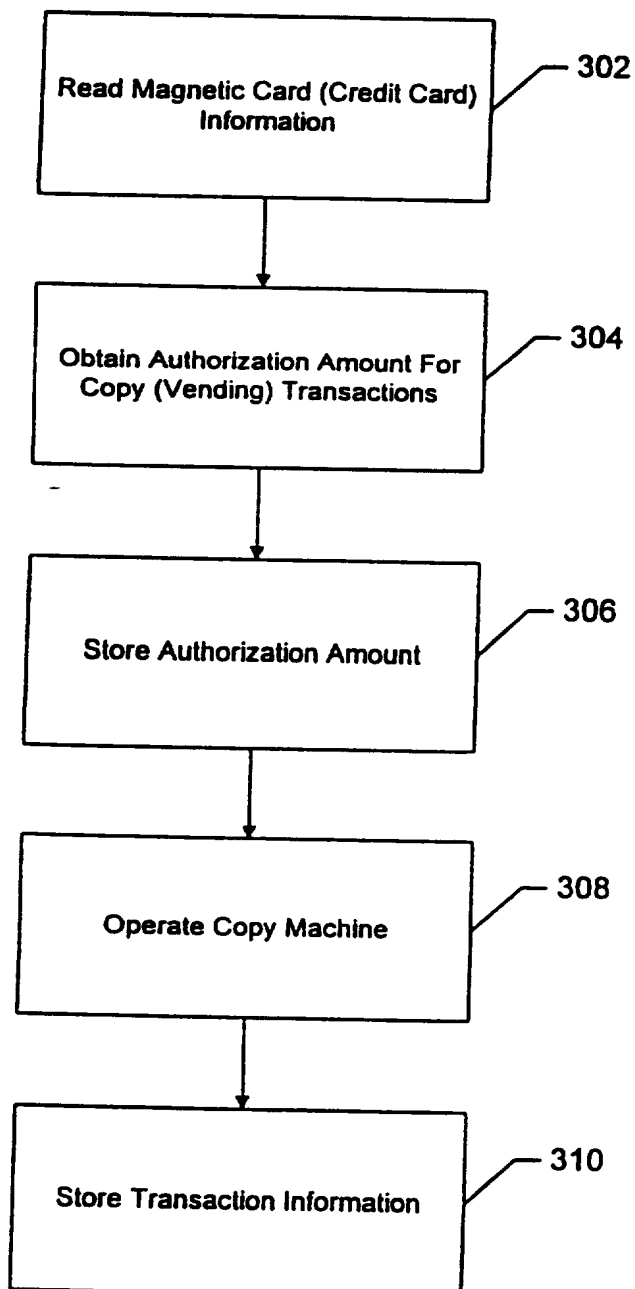 Read Magnetic Card (Credit Card)
Information
302
Obtain Authorization Amount For
Copy (Vending) Transactions
304
Store Authorization Amount
306
Operate Copy Machine
308
Store Transaction Information
310